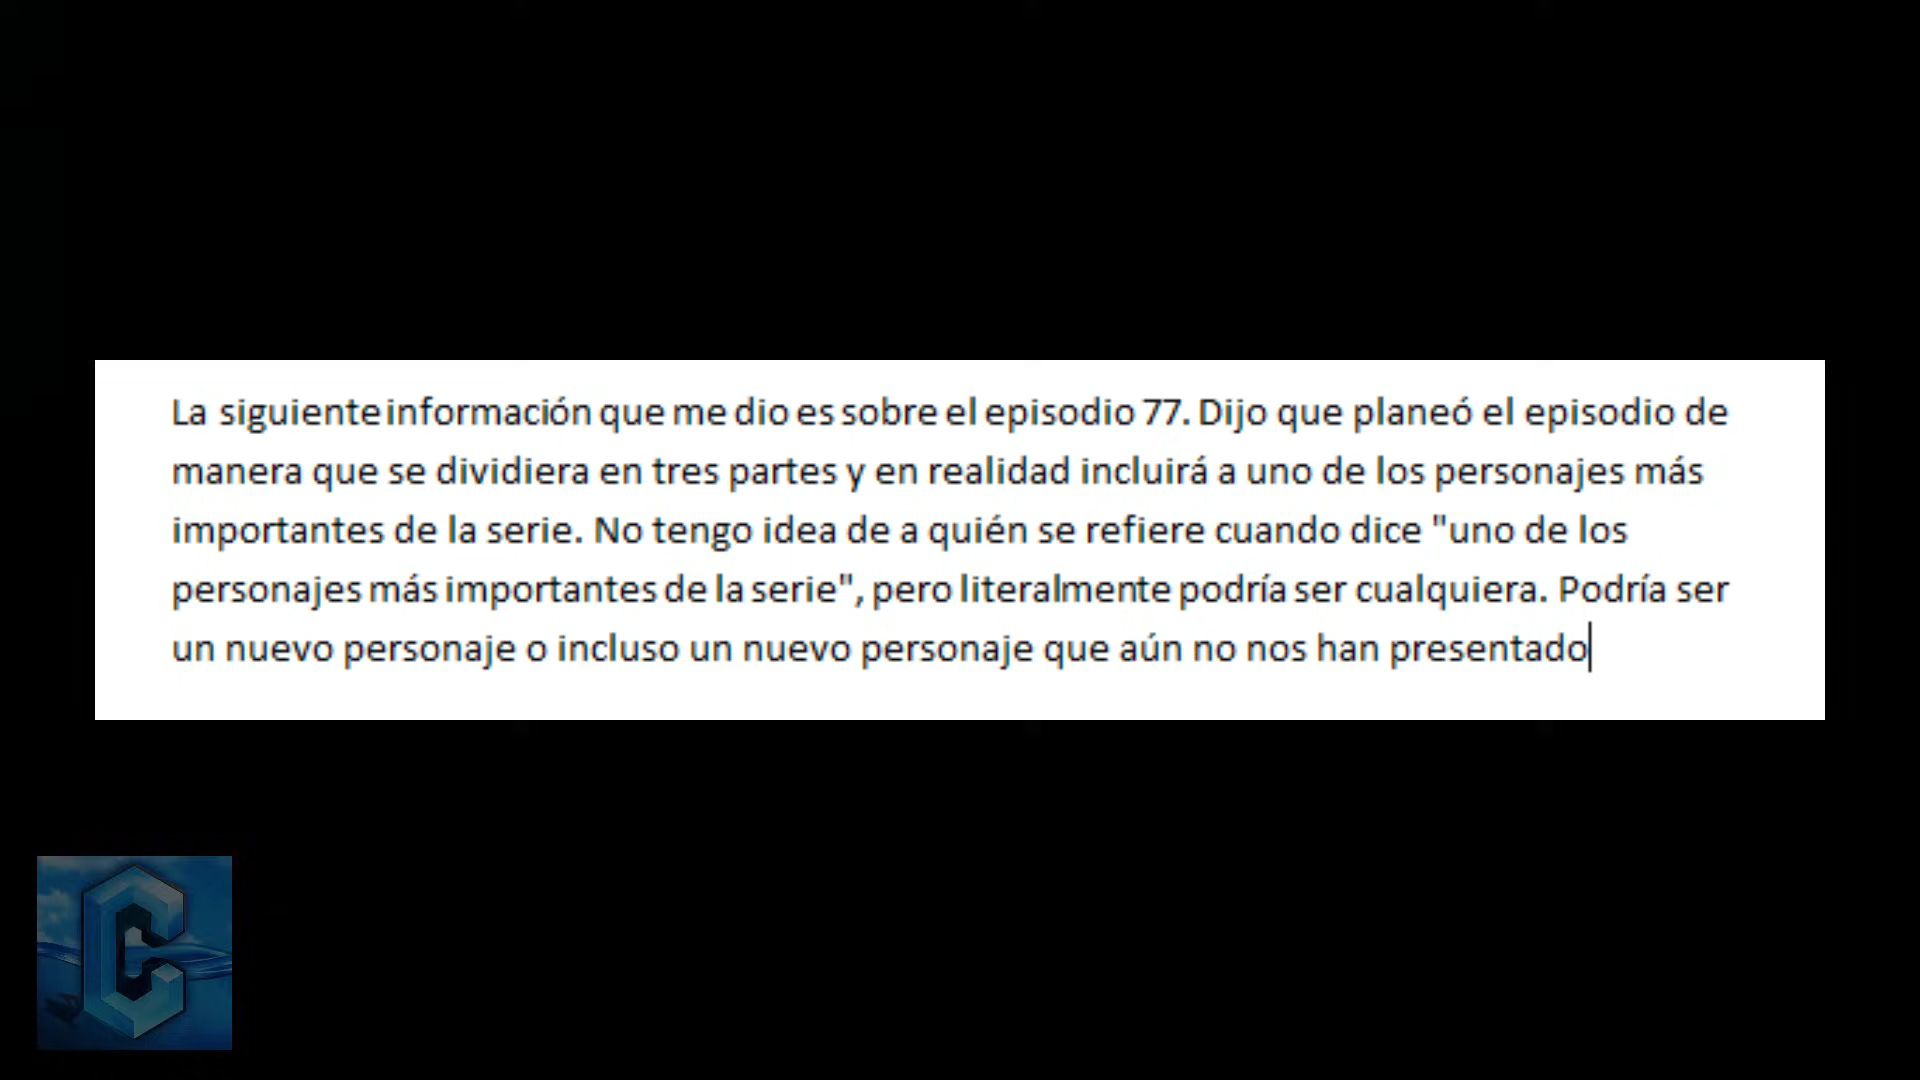 La siguiente información que me dio es sobre el episodio 77. Dijo que planeó el episodio de
manera que se dividiera en tres partes y en realidad incluirá a uno de los personajes más
importantes de la serie. No tengo idea de a quién se refiere cuando dice "uno de los
personajes más importantes de la serie", pero literalmente podría ser cualquiera. Podría ser
un nuevo personaje o incluso un nuevo personaje que aún no nos han presentado
C